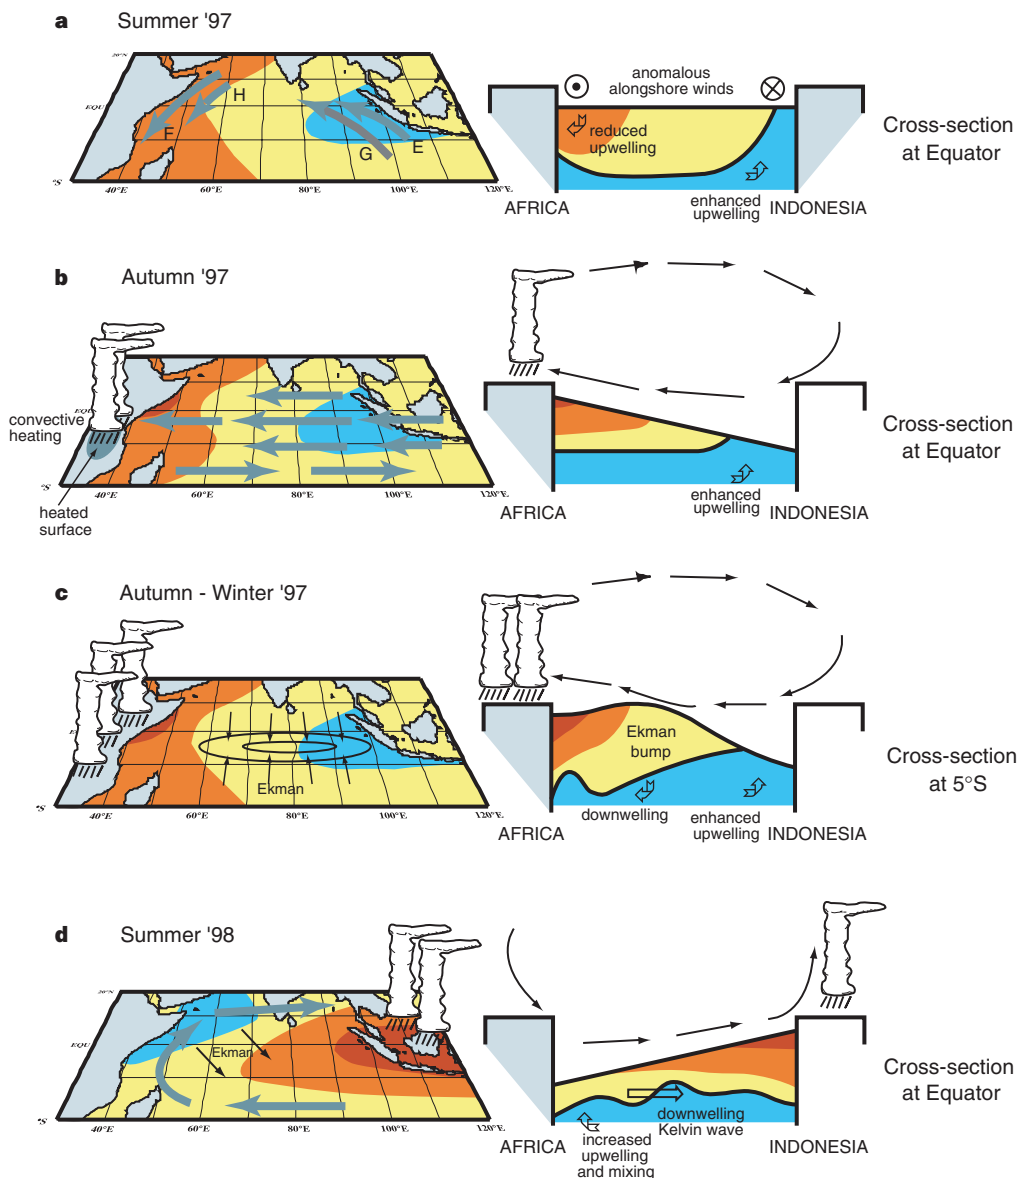 a Summer '97
20°N
EQU
°S
40°E 60°E 80°E 100°E 120°E
H
F
G E
anomalous
alongshore winds
reduced
upwelling
enhanced
upwelling
AFRICA INDONESIA
Cross-section
at Equator
b Autumn '97
convective
heating
EQU
°S
40°E 60°E 80°E 100°E 120°E
heated
surface
enhanced
upwelling
AFRICA INDONESIA
Cross-section
at Equator
c Autumn - Winter '97
Ekman
°S
40°E 60°E 80°E 100°E 120°E
Ekman
bump
downwelling
enhanced
upwelling
AFRICA INDONESIA
Cross-section
at 5°S
d Summer '98
20°N
EQU
Ekman
°S
40°E 60°E 80°E 100°E 120°E
downwelling
Kelvin wave
increased
upwelling
and mixing
AFRICA INDONESIA
Cross-section
at Equator